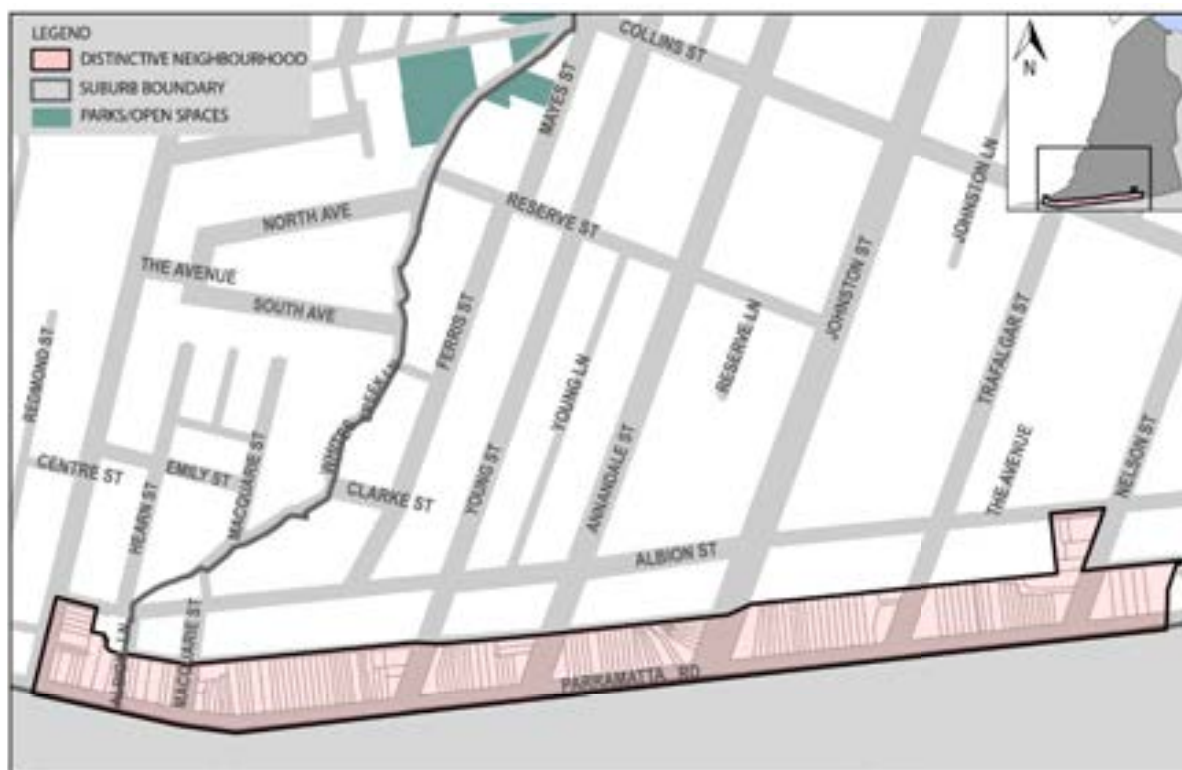 LEGEND
DISTINCTIVE NEIGHBOURHOOD
SUBURB BOUNDARY
PARKS/OPEN SPACES
N
COLLINS ST
MAYES ST
JOHNSTON LN
NORTH AVE
RESERVE ST
THE AVENUE
SOUTH AVE
JOHNSTON ST
REDMOND ST
FERRIS ST
RESERVE LN
TRAFALGAR ST
YOUNG LN
CENTRE ST
EMILY ST
MACQUARIE ST
CLARKE ST
YOUNG ST
ANNANDALE ST
THE AVENUE
NELSON ST
HEARN ST
ALBION ST
LN
MACQUARIE ST
PARRAMATTA RD